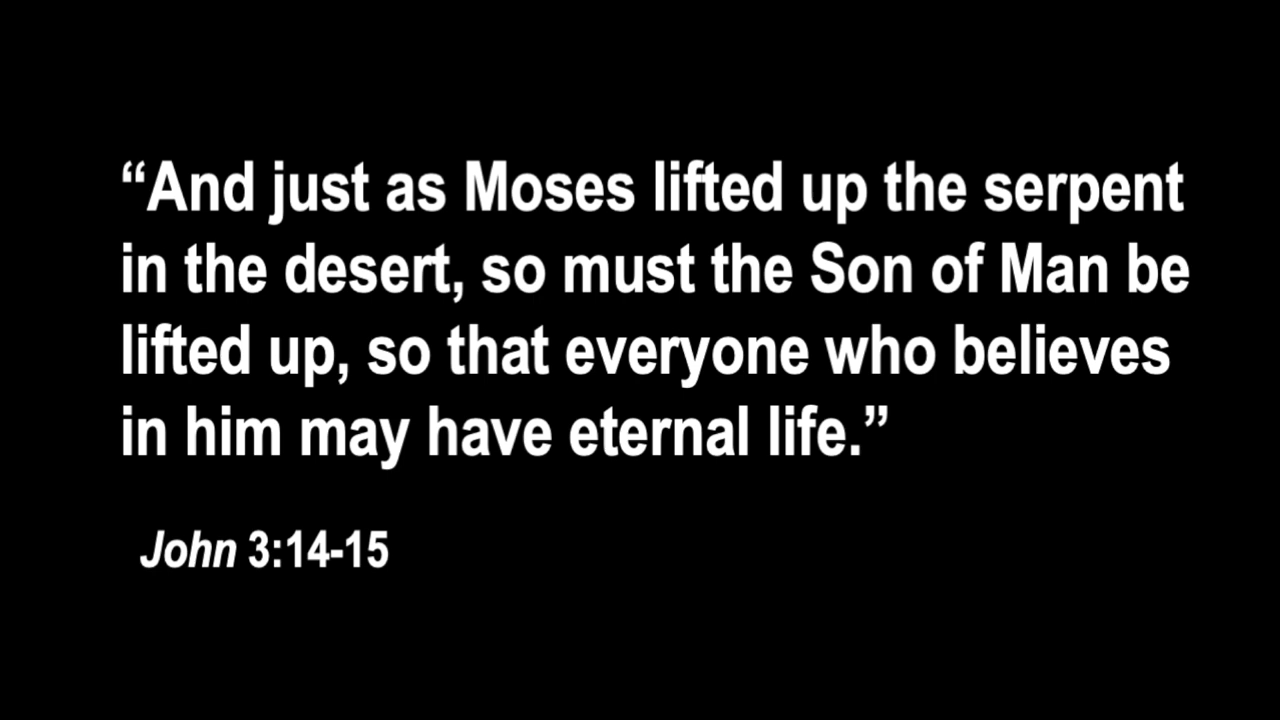 “And just as Moses lifted up the serpent
in the desert, so must the Son of Man be
lifted up, so that everyone who believes
in him may have eternal life.”
John 3:14-15